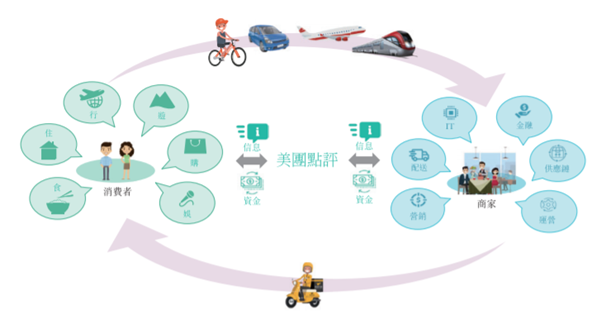 行
遊
住
購
食
娛
消費者
信息
資金
美團點評
信息
資金
IT
金融
配送
供應鏈
營銷
運營
商家